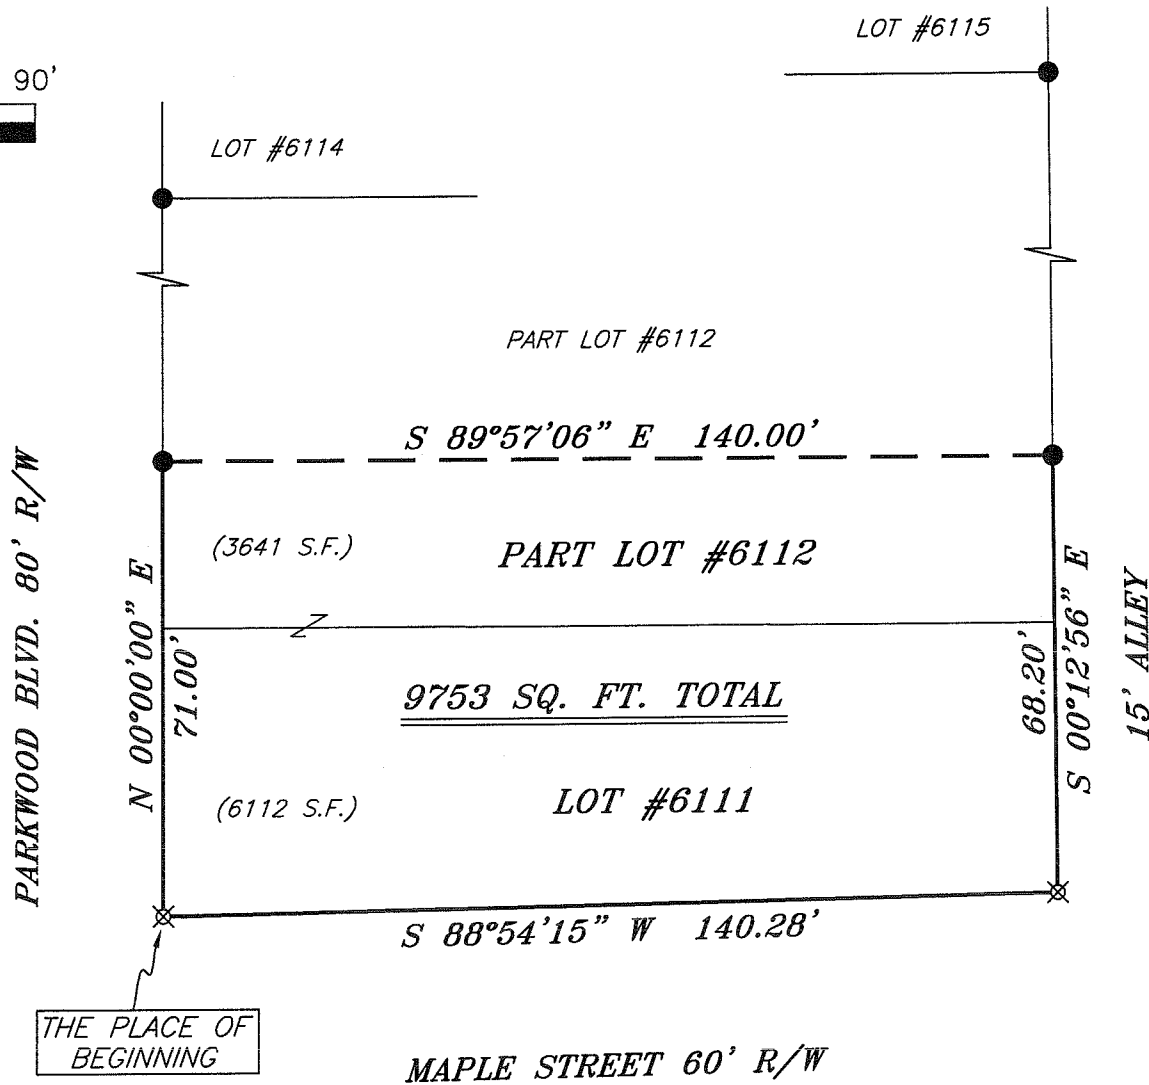 LOT #6115
90'
LOT #6114
PART LOT #6112
S 89°57'06" E 140.00'
PARKWOOD BLVD. 80' R/W
N 00°00'00" E
71.00'
(3641 S.F.)
PART LOT #6112
9753 SQ. FT. TOTAL
(6112 S.F.)
LOT #6111
68.20'
S 00°12'56" E
15' ALLEY
S 88°54'15" W 140.28'
THE PLACE OF
BEGINNING
MAPLE STREET 60' R/W